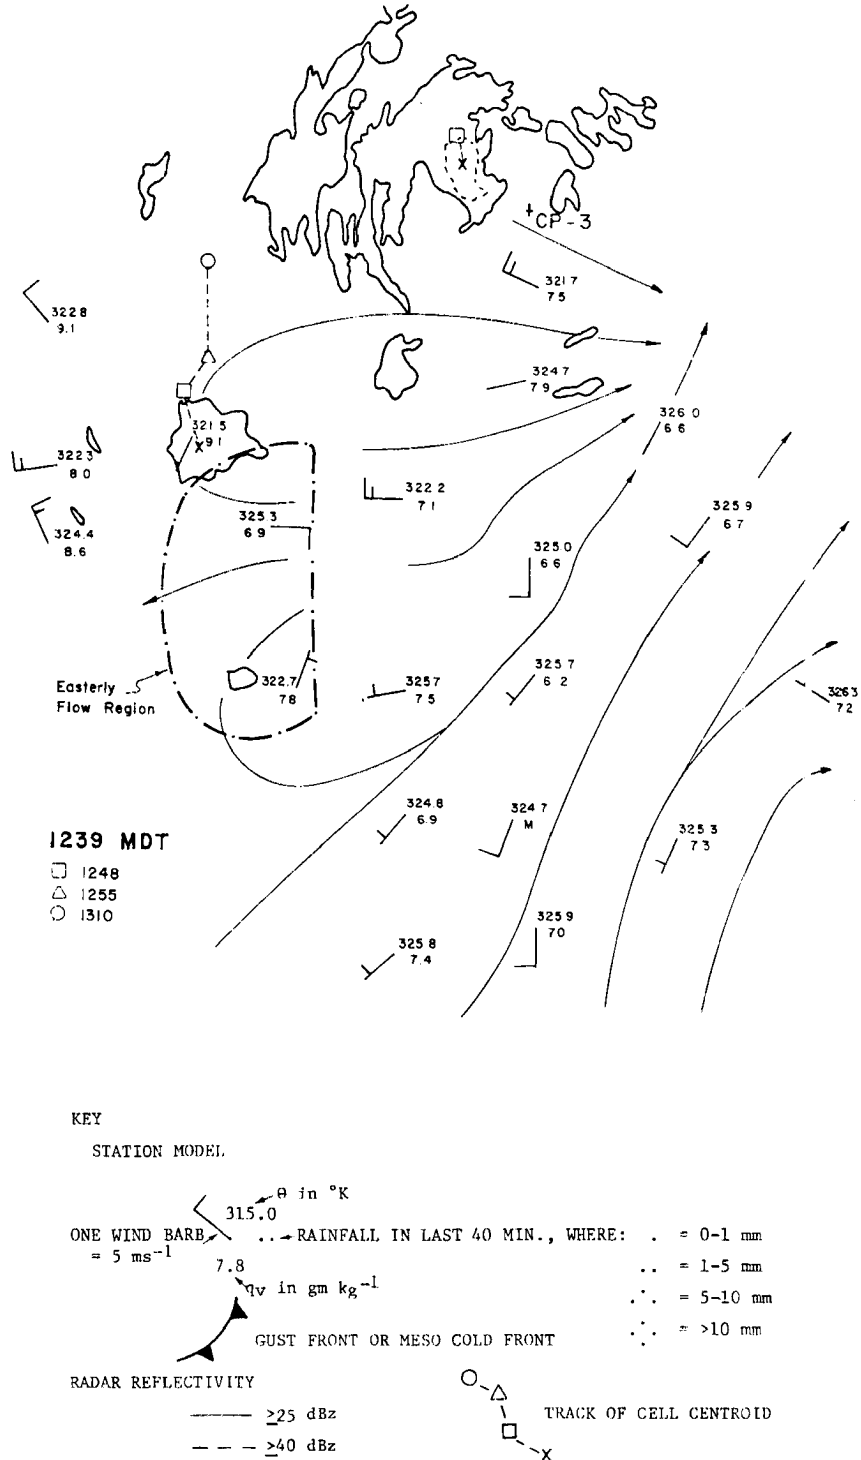 X
+CP-3
321.7
7.5
322.8
9.1
324.7
7.9
326.0
6.6
321.5
9.1
X
322.3
8.0
322.2
7.1
325.9
6.7
325.3
6.9
324.4
8.6
325.0
6.6
325.7
6.2
Easterly
Flow Region
322.7
7.8
325.7
7.5
326.3
7.2
324.8
6.9
324.7
M
325.3
7.3
1239 MDT
□ 1248
△ 1255
○ 1310
325.8
7.4
325.9
7.0
KEY
STATION MODEL
θ in °K
315.0
ONE WIND BARB
= 5 ms⁻¹
.. RAINFALL IN LAST 40 MIN., WHERE: . = 0-1 mm
.. = 1-5 mm
7.8
qv in gm kg⁻¹
= 5-10 mm
= >10 mm
GUST FRONT OR MESO COLD FRONT
RADAR REFLECTIVITY
≥25 dBz
≥40 dBz
TRACK OF CELL CENTROID
X